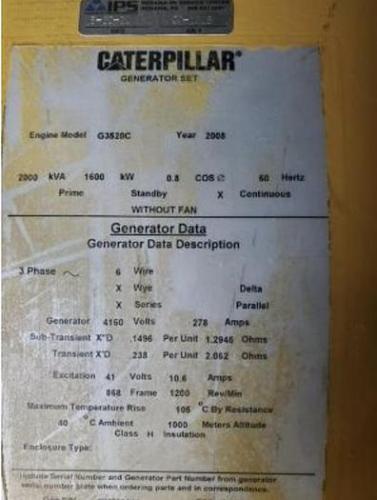 IPS
CATERPILLAR®
GENERATOR SET
Engine Model G3520C Year 2008
2000 kVA 1600 kW 0.8 COS ∅ 60 Hertz
Prime Standby X Continuous
WITHOUT FAN
Generator Data
Generator Data Description
3 Phase ~ 6 Wire
X Wye Delta
X Series Parallel
Generator 4160 Volts 278 Amps
Sub-Transient X"D .1496 Per Unit 1.2946 Ohms
Transient X'D .238 Per Unit 2.062 Ohms
Excitation 41 Volts 10.6 Amps
868 Frame 1200 Rev/Min
Maximum Temperature Rise 105 °C By Resistance
40 °C Ambient 1000 Meters Altitude
Class H Insulation
Enclosure Type:
Include Serial Number and Generator Part Number from generator
serial number plate when ordering parts and in correspondence.